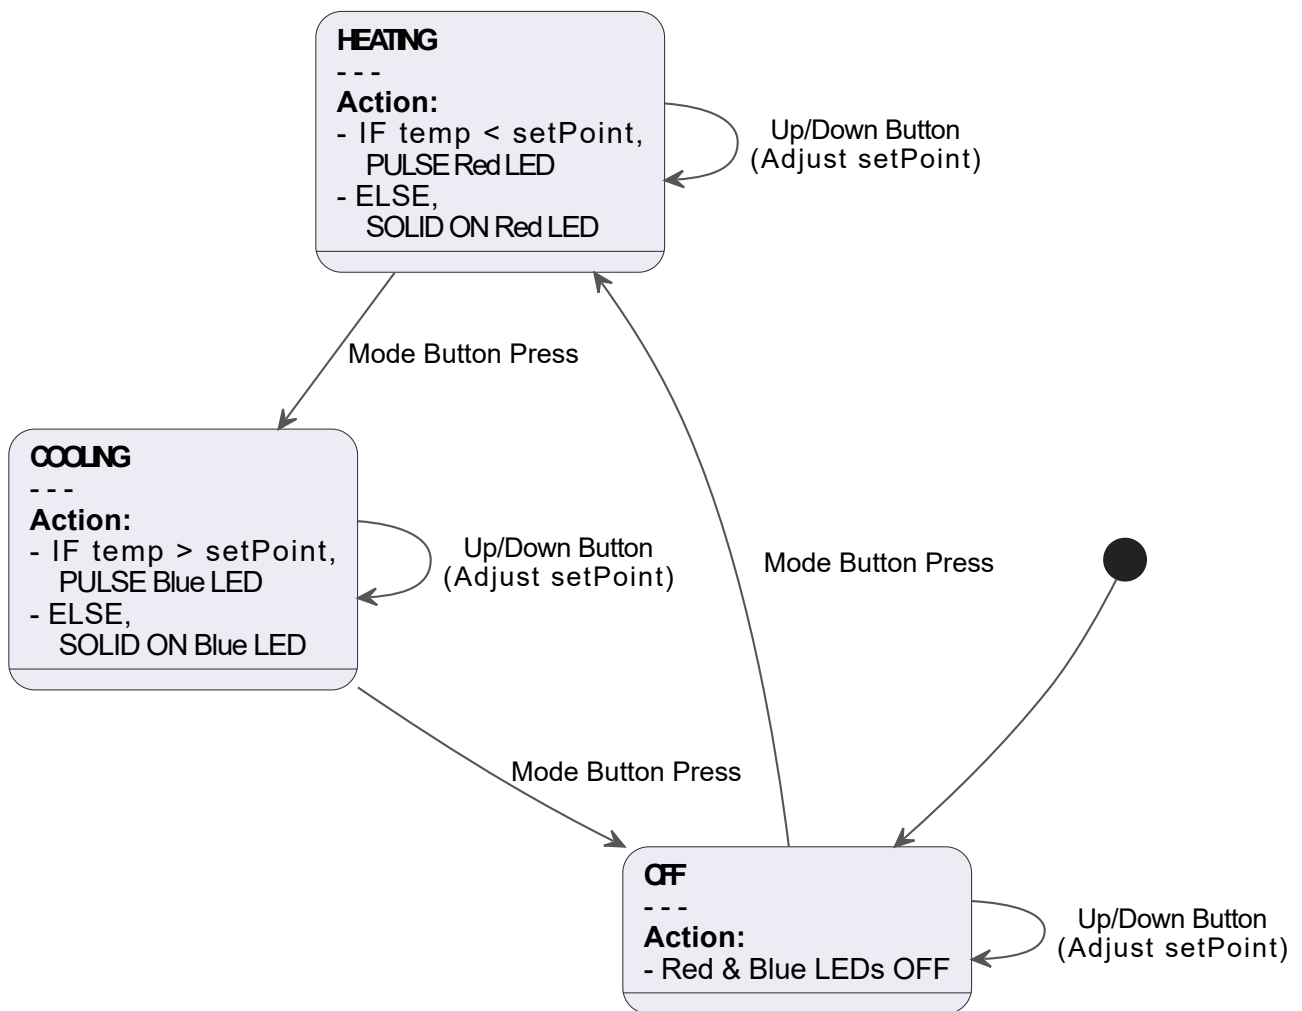 HEATING
---
Action:
- IF temp < setPoint,
PULSE Red LED
- ELSE,
SOLID ON Red LED
Up/Down Button
(Adjust setPoint)
Mode Button Press
COOLING
---
Action:
- IF temp > setPoint,
PULSE Blue LED
- ELSE,
SOLID ON Blue LED
Up/Down Button
(Adjust setPoint)
Mode Button Press
Mode Button Press
OFF
---
Action:
- Red & Blue LEDs OFF
Up/Down Button
(Adjust setPoint)